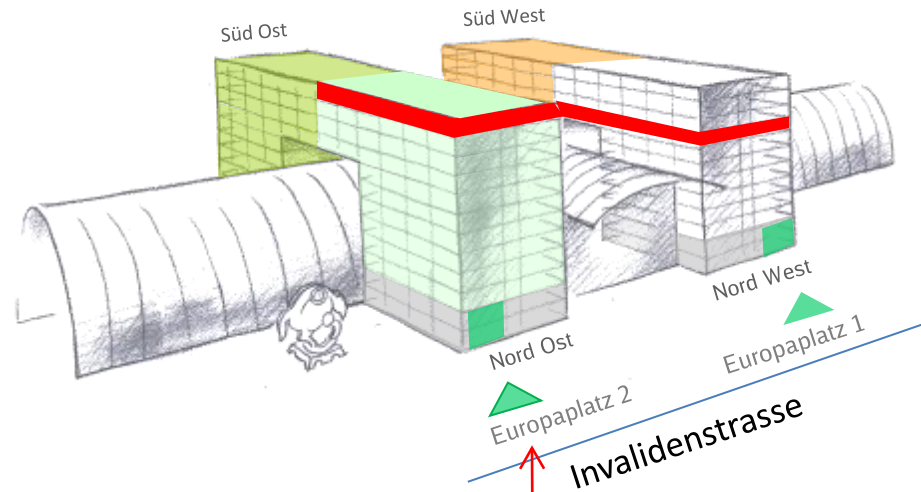 Süd West
Süd Ost
Nord West
Nord Ost
Europaplatz 1
Europaplatz 2
Invalidenstrasse